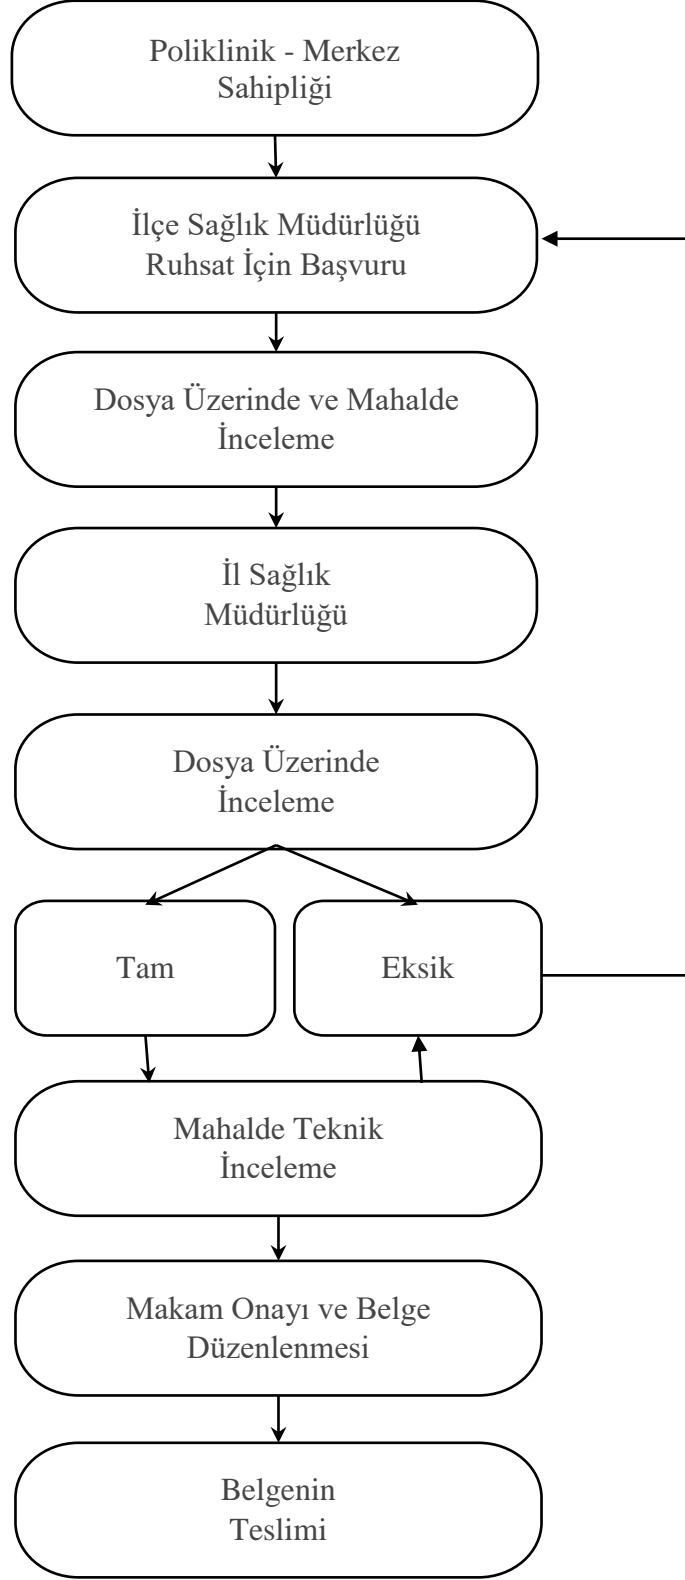 Poliklinik - Merkez
Sahipliği
İlçe Sağlık Müdürlüğü
Ruhsat İçin Başvuru
Dosya Üzerinde ve Mahalde
İnceleme
İl Sağlık
Müdürlüğü
Dosya Üzerinde
İnceleme
Tam
Eksik
Mahalde Teknik
İnceleme
Makam Onayı ve Belge
Düzenlenmesi
Belgenin
Teslimi